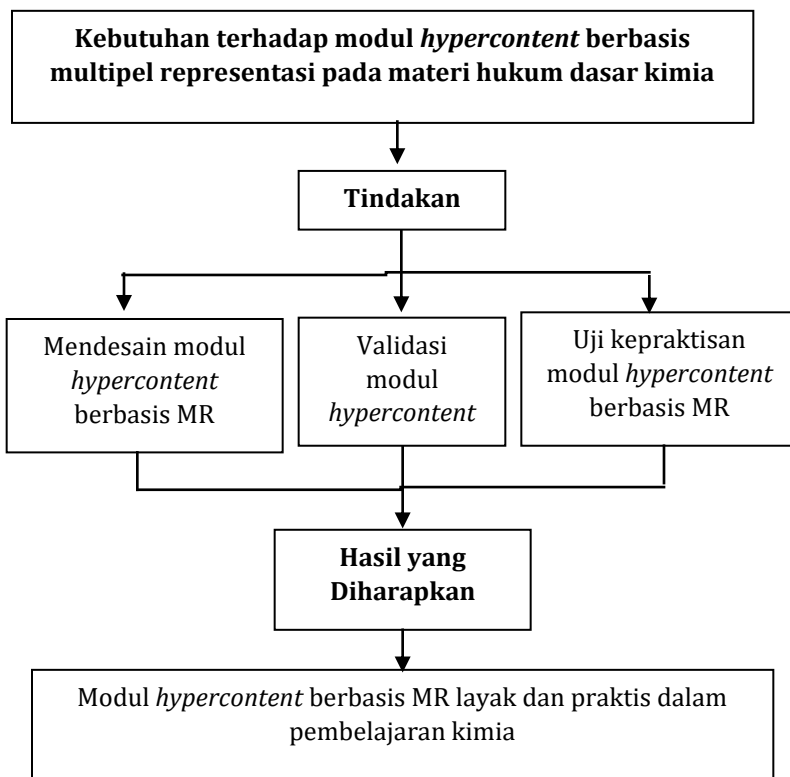 Kebutuhan terhadap modul hypercontent berbasis
multipel representasi pada materi hukum dasar kimia
Tindakan
Mendesain modul
hypercontent
berbasis MR
Validasi
modul
hypercontent
Uji kepraktisan
modul hypercontent
berbasis MR
Hasil yang
Diharapkan
Modul hypercontent berbasis MR layak dan praktis dalam
pembelajaran kimia